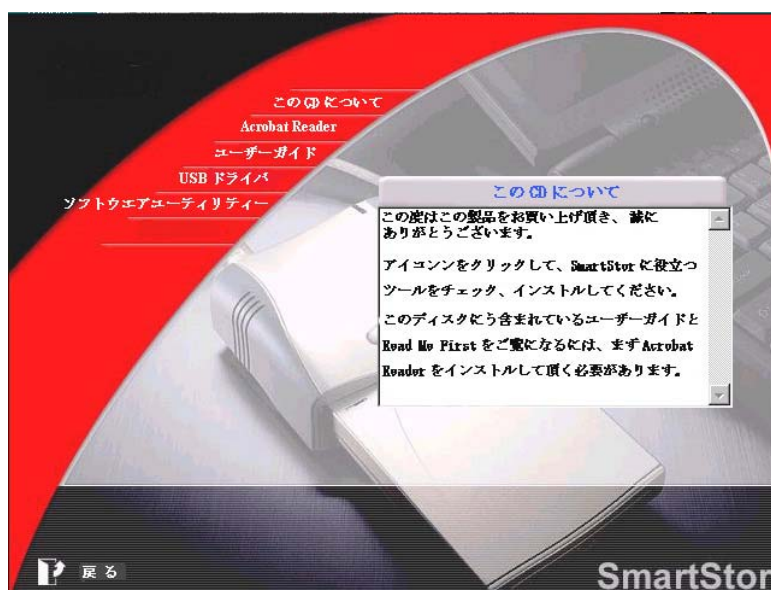 このCDについて
Acrobat Reader
ユーザーガイド
USB ドライバ
ソフトウエアユーティリティー
このCDについて
この度はこの製品をお買い上げ頂き、誠に
ありがとうございます。
アイコンンをクリックして、SmartStor に役立つ
ツールをチェック、インストルしてください。
このディスクにう含まれているユーザーガイドと
Read Me First をご覧になるには、まず Acrobat
Reader をインストルして頂く必要があります。
戻る
SmartStor